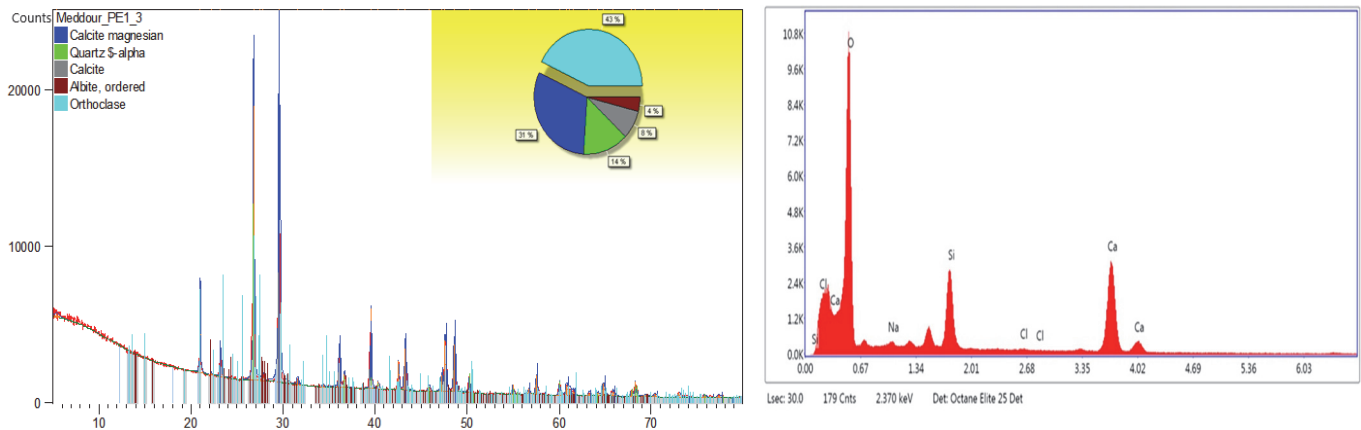 Counts
Meddour_PE1_3
Calcite magnesian
Quartz $-alpha
Calcite
Albite, ordered
Orthoclase
43 %
4 %
8 %
14 %
31 %
20000
10000
0
10 20 30 40 50 60 70
10.8K
9.6K
8.4K
7.2K
6.0K
4.8K
3.6K
2.4K
1.2K
0.0K
O
Si
Ca
Cl
Ca
Si
Na
Cl
Cl
Ca
0.00 0.67 1.34 2.01 2.68 3.35 4.02 4.69 5.36 6.03
Lsec: 30.0 179 Cnts 2.370 keV Det: Octane Elite 25 Det